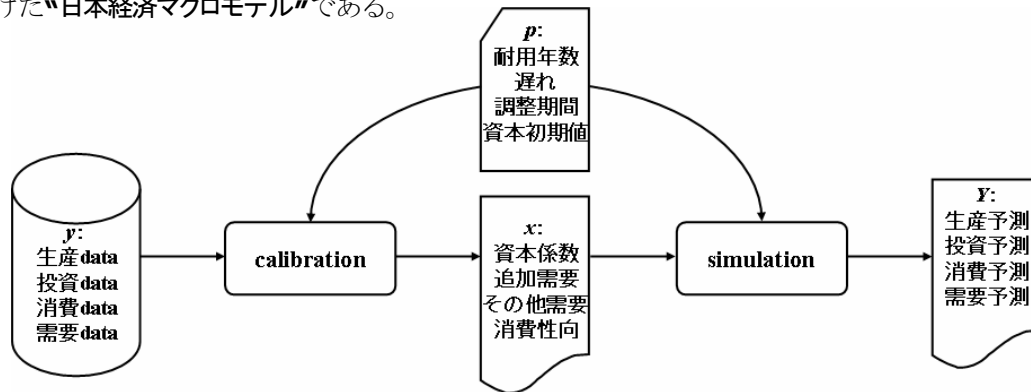 けた“日本経済マクロモデル”である。
p:
耐用年数
遅れ
調整期間
資本初期値
y:
生産data
投資data
消費data
需要data
calibration
x:
資本係数
追加需要
その他需要
消費性向
simulation
Y:
生産予測
投資予測
消費予測
需要予測